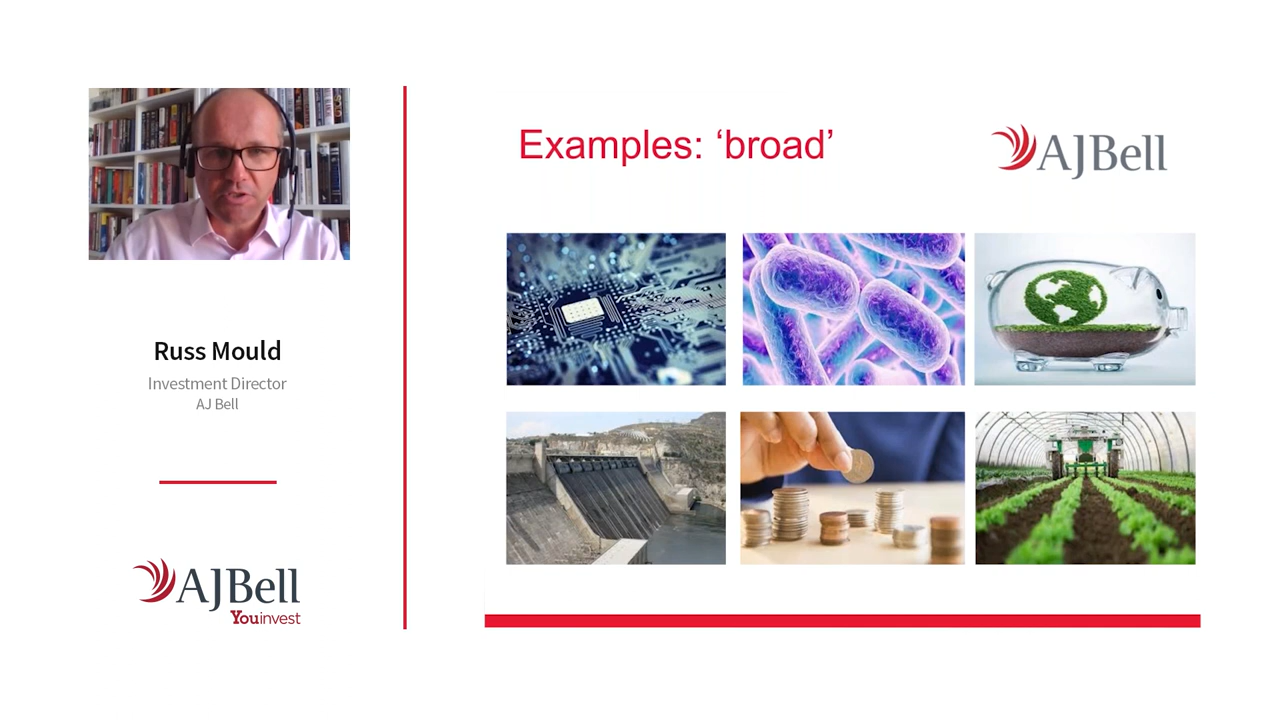 Russ Mould
Investment Director
AJ Bell
AJBell
Youinvest
Examples: ‘broad’
AJBell